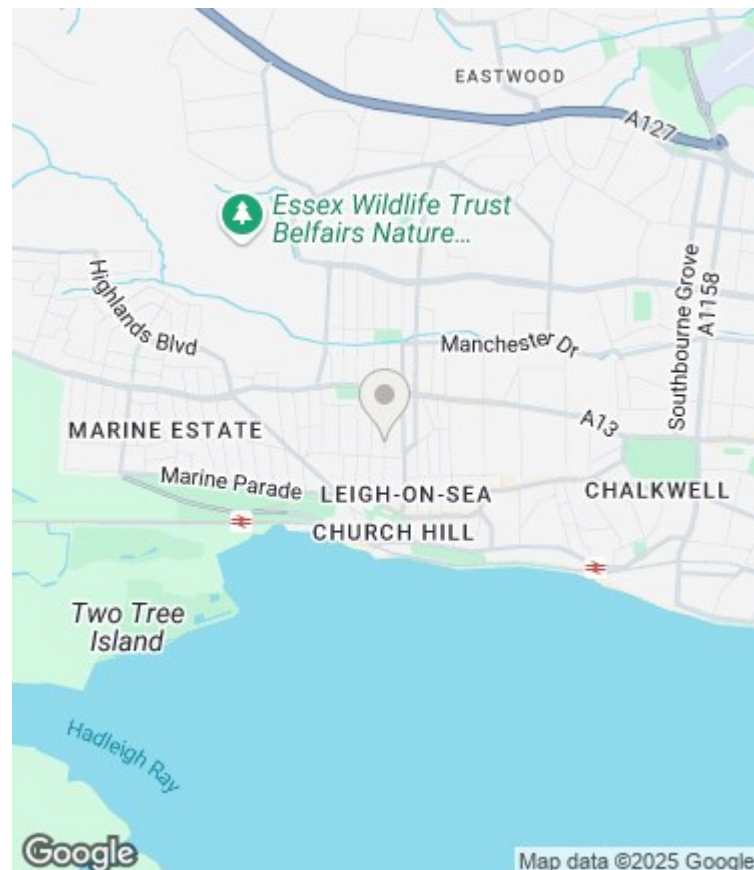 EASTWOOD
A127
Essex Wildlife Trust
Belfairs Nature...
Highlands Blvd
Southbourne Grove
A1158
Manchester Dr
A13
MARINE ESTATE
Marine Parade
LEIGH-ON-SEA
CHALKWELL
CHURCH HILL
Two Tree
Island
Hadleigh Ray
Google
Map data ©2025 Google